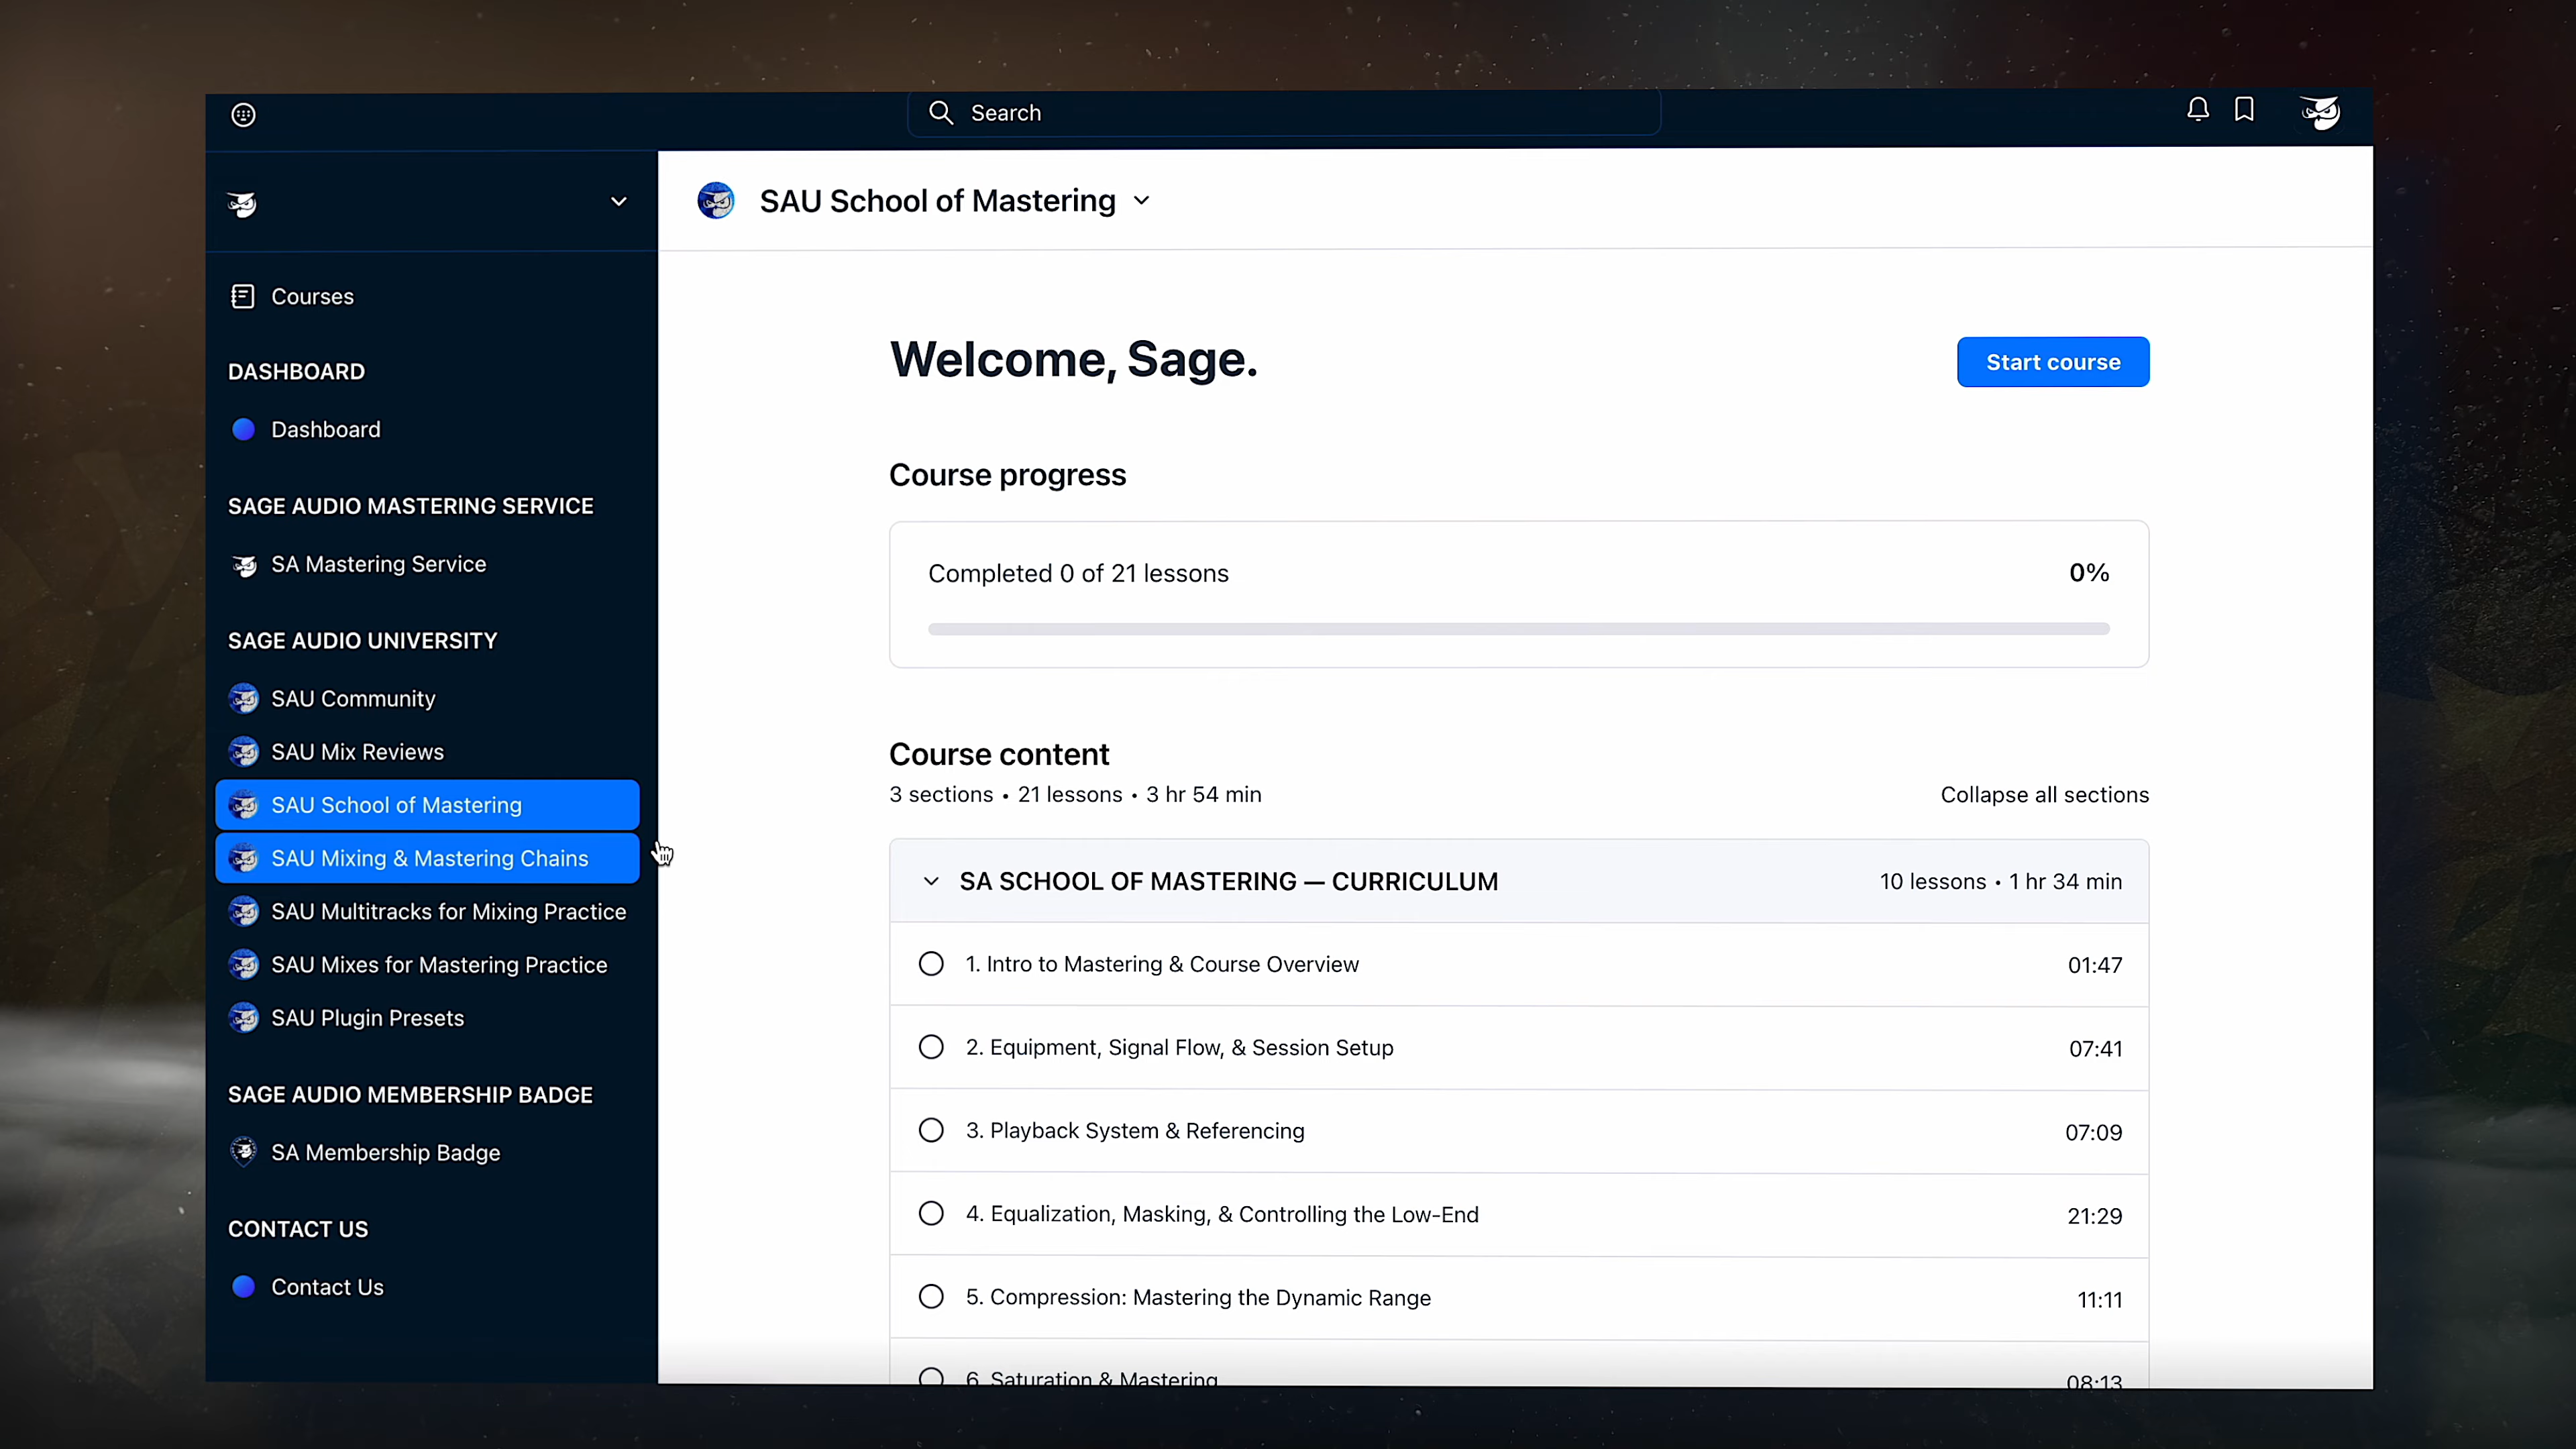 Search
SAU School of Mastering
Courses
DASHBOARD
Dashboard
SAGE AUDIO MASTERING SERVICE
SA Mastering Service
SAGE AUDIO UNIVERSITY
SAU Community
SAU Mix Reviews
SAU School of Mastering
SAU Mixing & Mastering Chains
SAU Multitracks for Mixing Practice
SAU Mixes for Mastering Practice
SAU Plugin Presets
SAGE AUDIO MEMBERSHIP BADGE
SA Membership Badge
CONTACT US
Contact Us
Welcome, Sage.
Start course
Course progress
Completed 0 of 21 lessons
0%
Course content
3 sections • 21 lessons • 3 hr 54 min
Collapse all sections
SA SCHOOL OF MASTERING — CURRICULUM
10 lessons • 1 hr 34 min
1. Intro to Mastering & Course Overview
01:47
2. Equipment, Signal Flow, & Session Setup
07:41
3. Playback System & Referencing
07:09
4. Equalization, Masking, & Controlling the Low-End
21:29
5. Compression: Mastering the Dynamic Range
11:11
6. Saturation & Mastering
08:13